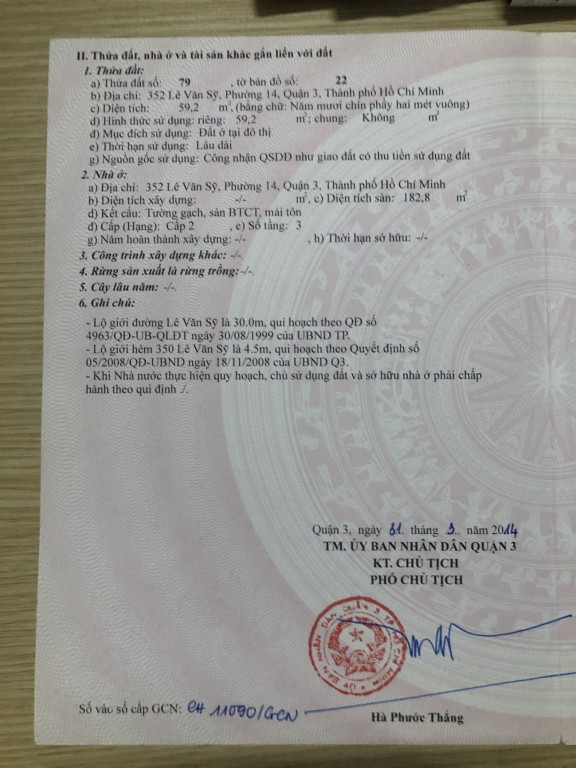 II. Thửa đất, nhà ở và tài sản khác gắn liền với đất
1. Thửa đất:
a) Thửa đất số: 79 , tờ bản đồ số: 22
b) Địa chỉ: 352 Lê Văn Sỹ, Phường 14, Quận 3, Thành phố Hồ Chí Minh
c) Diện tích: 59,2 m², (bằng chữ: Năm mươi chín phẩy hai mét vuông)
d) Hình thức sử dụng: riêng: 59,2 m²; chung: Không m²
đ) Mục đích sử dụng: Đất ở tại đô thị
e) Thời hạn sử dụng: Lâu dài
g) Nguồn gốc sử dụng: Công nhận QSDĐ như giao đất có thu tiền sử dụng đất
2. Nhà ở:
a) Địa chỉ: 352 Lê Văn Sỹ, Phường 14, Quận 3, Thành phố Hồ Chí Minh
b) Diện tích xây dựng: -/- m², c) Diện tích sàn: 182,8 m²
d) Kết cấu: Tường gạch, sàn BTCT, mái tôn
đ) Cấp (Hạng): Cấp 2 , e) Số tầng: 3
g) Năm hoàn thành xây dựng: -/- , h) Thời hạn sở hữu: -/-
3. Công trình xây dựng khác: -/-.
4. Rừng sản xuất là rừng trồng:-/-.
5. Cây lâu năm: -/-.
6. Ghi chú:
- Lộ giới đường Lê Văn Sỹ là 30.0m, qui hoạch theo QĐ số
4963/QĐ-UB-QLĐT ngày 30/08/1999 của UBND TP.
- Lộ giới hẻm 350 Lê Văn Sỹ là 4.5m, qui hoạch theo Quyết định số
05/2008/QĐ-UBND ngày 18/11/2008 của UBND Q3.
- Khi Nhà nước thực hiện quy hoạch, chủ sử dụng đất và sở hữu nhà ở phải chấp
hành theo qui định ./.
Quận 3, ngày 31. tháng 3.. năm 2014
TM. ỦY BAN NHÂN DÂN QUẬN 3
KT. CHỦ TỊCH
PHÓ CHỦ TỊCH
ỦY BAN NHÂN DÂN QUẬN 3 TP HỒ CHÍ MINH
Số vào sổ cấp GCN: CH 11090/GCN
Hà Phước Thắng